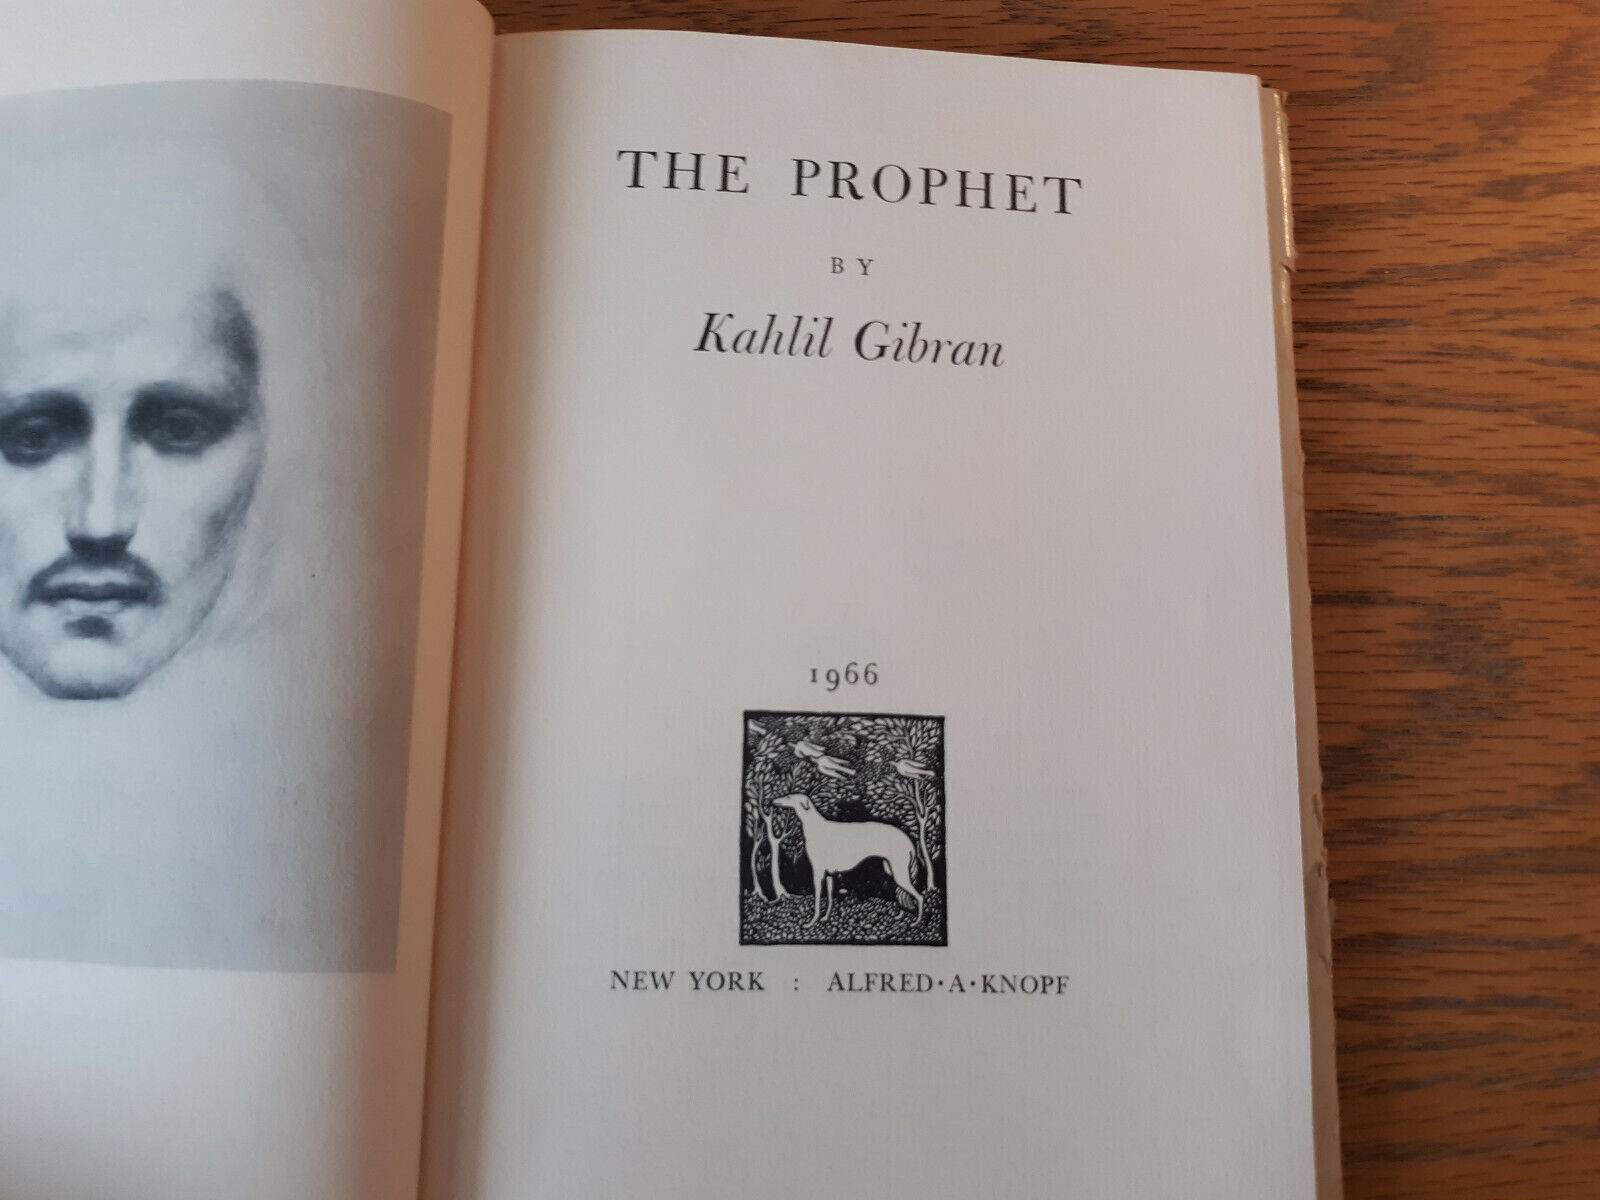 THE PROPHET
BY
Kahlil Gibran
1966
NEW YORK : ALFRED·A·KNOPF